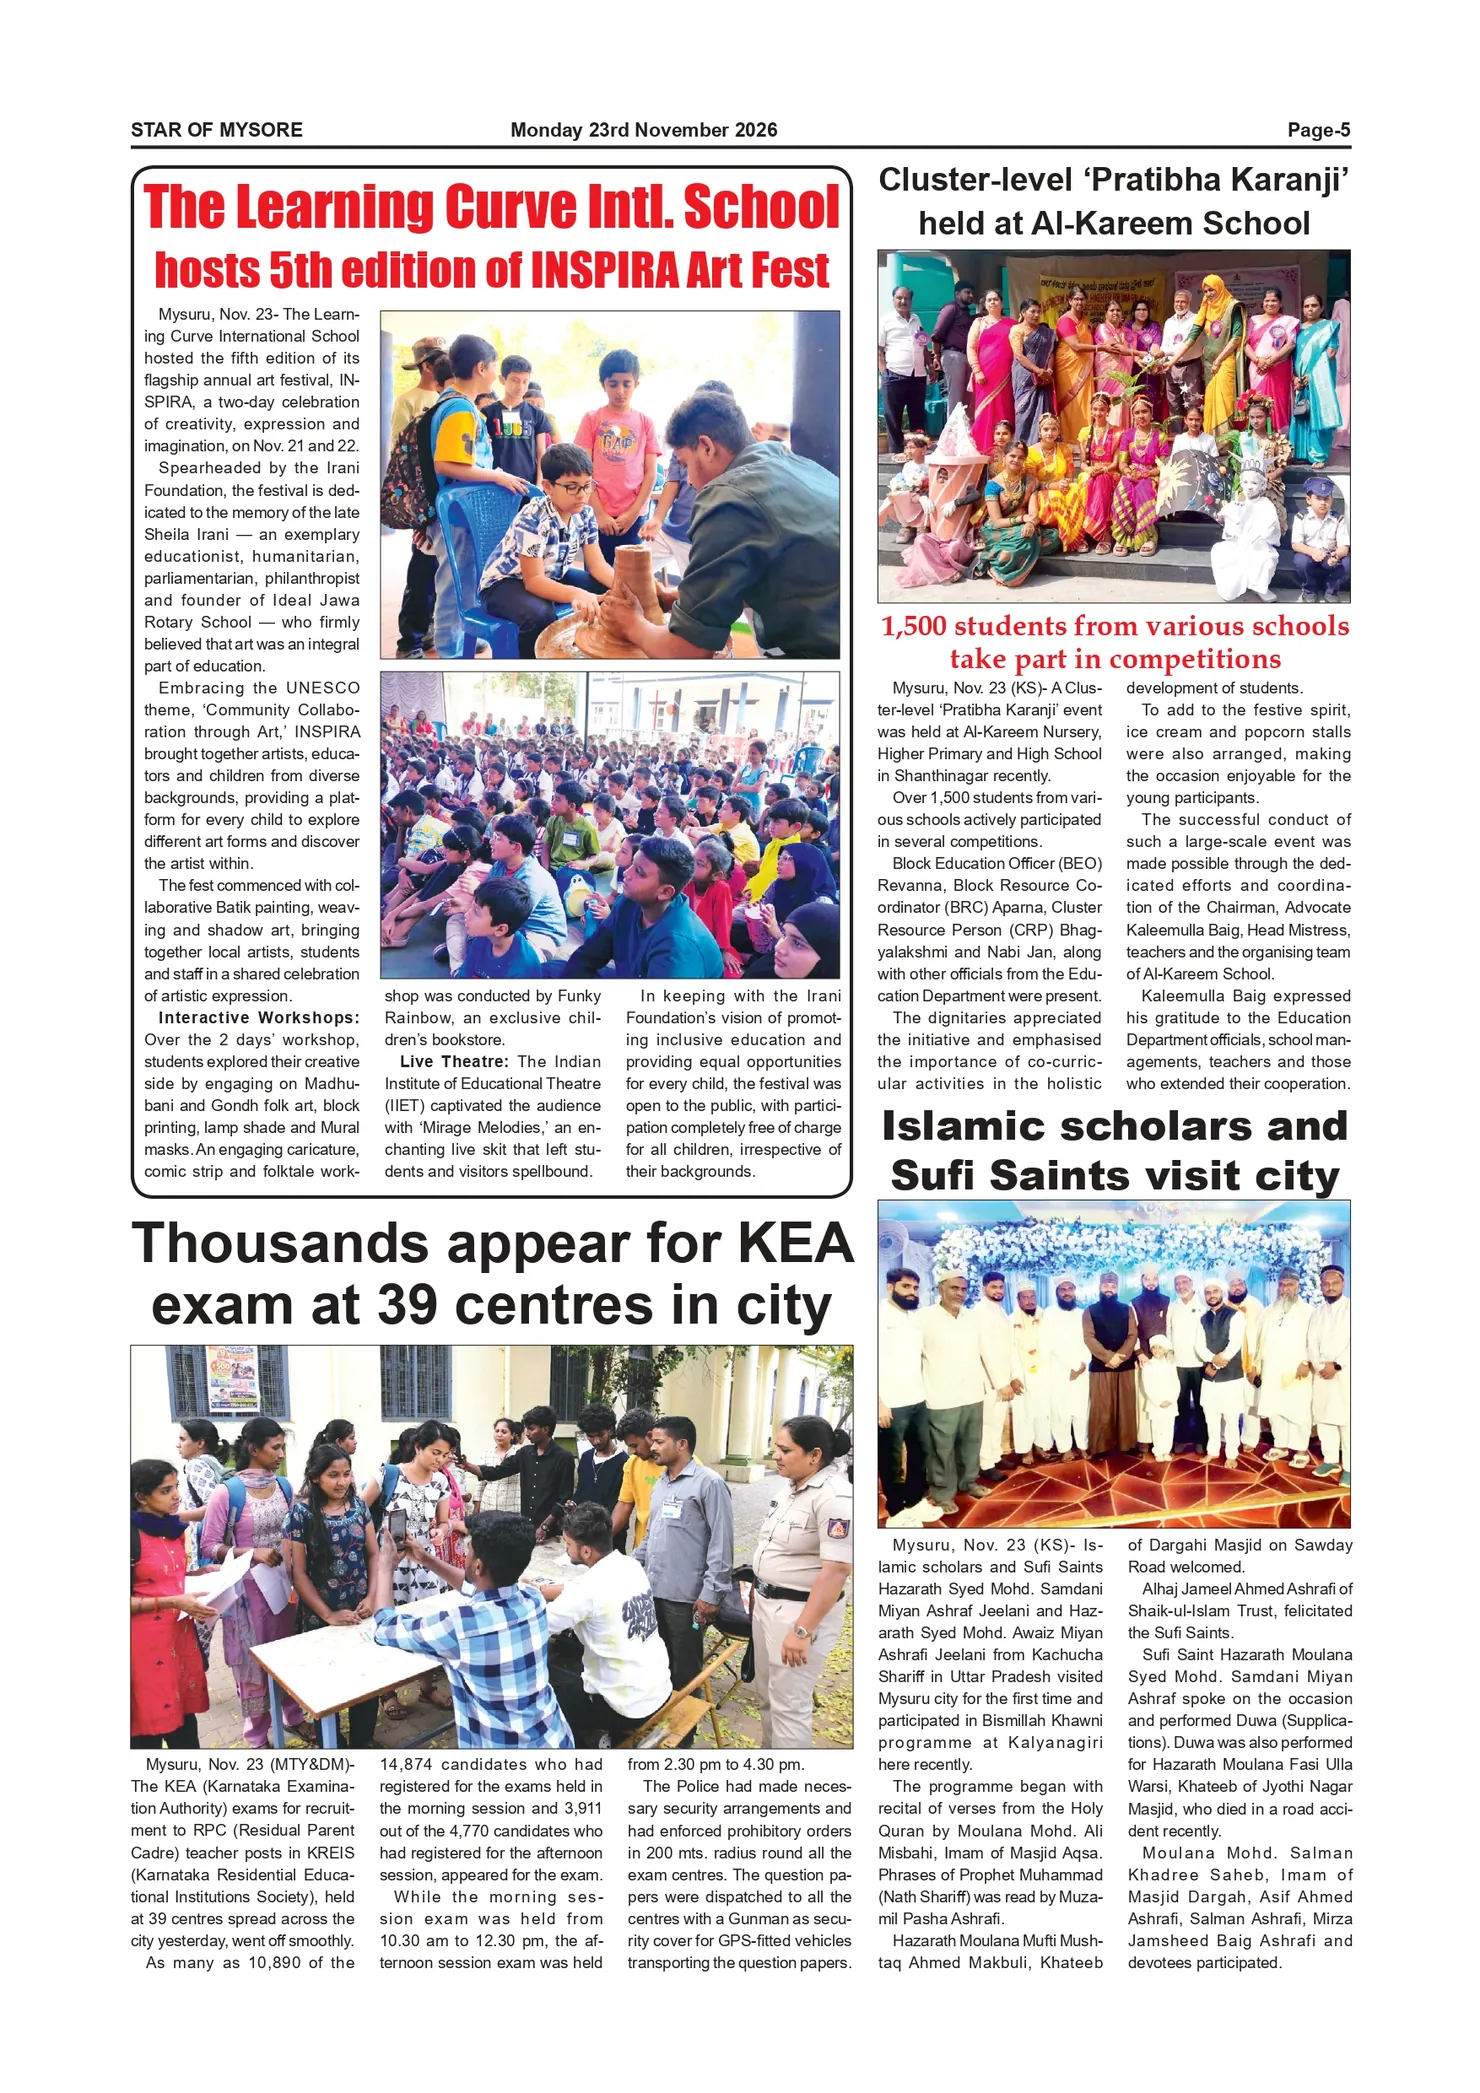 STAR OF MYSORE
Monday 23rd November 2026
Page-5
The Learning Curve Intl. School
hosts 5th edition of INSPIRA Art Fest
Mysuru, Nov. 23- The Learn-
ing Curve International School
hosted the fifth edition of its
flagship annual art festival, IN-
SPIRA, a two-day celebration
of creativity, expression and
imagination, on Nov. 21 and 22.
Spearheaded by the Irani
Foundation, the festival is ded-
icated to the memory of the late
Sheila Irani — an exemplary
educationist, humanitarian,
parliamentarian, philanthropist
and founder of Ideal Jawa
Rotary School — who firmly
believed that art was an integral
part of education.
Embracing the UNESCO
theme, ‘Community Collabo-
ration through Art,’ INSPIRA
brought together artists, educa-
tors and children from diverse
backgrounds, providing a plat-
form for every child to explore
different art forms and discover
the artist within.
The fest commenced with col-
laborative Batik painting, weav-
ing and shadow art, bringing
together local artists, students
and staff in a shared celebration
of artistic expression.
Interactive Workshops:
Over the 2 days’ workshop,
students explored their creative
side by engaging on Madhu-
bani and Gondh folk art, block
printing, lamp shade and Mural
masks. An engaging caricature,
comic strip and folktale work-
shop was conducted by Funky
Rainbow, an exclusive chil-
dren’s bookstore.
Live Theatre: The Indian
Institute of Educational Theatre
(IIET) captivated the audience
with ‘Mirage Melodies,’ an en-
chanting live skit that left stu-
dents and visitors spellbound.
In keeping with the Irani
Foundation’s vision of promot-
ing inclusive education and
providing equal opportunities
for every child, the festival was
open to the public, with partici-
pation completely free of charge
for all children, irrespective of
their backgrounds.
Thousands appear for KEA
exam at 39 centres in city
Mysuru, Nov. 23 (MTY&DM)-
The KEA (Karnataka Examina-
tion Authority) exams for recruit-
ment to RPC (Residual Parent
Cadre) teacher posts in KREIS
(Karnataka Residential Educa-
tional Institutions Society), held
at 39 centres spread across the
city yesterday, went off smoothly.
As many as 10,890 of the
14,874 candidates who had
registered for the exams held in
the morning session and 3,911
out of the 4,770 candidates who
had registered for the afternoon
session, appeared for the exam.
While the morning ses-
sion exam was held from
10.30 am to 12.30 pm, the af-
ternoon session exam was held
from 2.30 pm to 4.30 pm.
The Police had made neces-
sary security arrangements and
had enforced prohibitory orders
in 200 mts. radius round all the
exam centres. The question pa-
pers were dispatched to all the
centres with a Gunman as secu-
rity cover for GPS-fitted vehicles
transporting the question papers.
Cluster-level ‘Pratibha Karanji’
held at Al-Kareem School
1,500 students from various schools
take part in competitions
Mysuru, Nov. 23 (KS)- A Clus-
ter-level ‘Pratibha Karanji’ event
was held at Al-Kareem Nursery,
Higher Primary and High School
in Shanthinagar recently.
Over 1,500 students from vari-
ous schools actively participated
in several competitions.
Block Education Officer (BEO)
Revanna, Block Resource Co-
ordinator (BRC) Aparna, Cluster
Resource Person (CRP) Bhag-
yalakshmi and Nabi Jan, along
with other officials from the Edu-
cation Department were present.
The dignitaries appreciated
the initiative and emphasised
the importance of co-curric-
ular activities in the holistic
development of students.
To add to the festive spirit,
ice cream and popcorn stalls
were also arranged, making
the occasion enjoyable for the
young participants.
The successful conduct of
such a large-scale event was
made possible through the ded-
icated efforts and coordina-
tion of the Chairman, Advocate
Kaleemulla Baig, Head Mistress,
teachers and the organising team
of Al-Kareem School.
Kaleemulla Baig expressed
his gratitude to the Education
Department officials, school man-
agements, teachers and those
who extended their cooperation.
Islamic scholars and
Sufi Saints visit city
Mysuru, Nov. 23 (KS)- Is-
lamic scholars and Sufi Saints
Hazarath Syed Mohd. Samdani
Miyan Ashraf Jeelani and Haz-
arath Syed Mohd. Awaiz Miyan
Ashrafi Jeelani from Kachucha
Shariff in Uttar Pradesh visited
Mysuru city for the first time and
participated in Bismillah Khawni
programme at Kalyanagiri
here recently.
The programme began with
recital of verses from the Holy
Quran by Moulana Mohd. Ali
Misbahi, Imam of Masjid Aqsa.
Phrases of Prophet Muhammad
(Nath Shariff) was read by Muza-
mil Pasha Ashrafi.
Hazarath Moulana Mufti Mush-
taq Ahmed Makbuli, Khateeb
of Dargahi Masjid on Sawday
Road welcomed.
Alhaj Jameel Ahmed Ashrafi of
Shaik-ul-Islam Trust, felicitated
the Sufi Saints.
Sufi Saint Hazarath Moulana
Syed Mohd. Samdani Miyan
Ashraf spoke on the occasion
and performed Duwa (Supplica-
tions). Duwa was also performed
for Hazarath Moulana Fasi Ulla
Warsi, Khateeb of Jyothi Nagar
Masjid, who died in a road acci-
dent recently.
Moulana Mohd. Salman
Khadree Saheb, Imam of
Masjid Dargah, Asif Ahmed
Ashrafi, Salman Ashrafi, Mirza
Jamsheed Baig Ashrafi and
devotees participated.